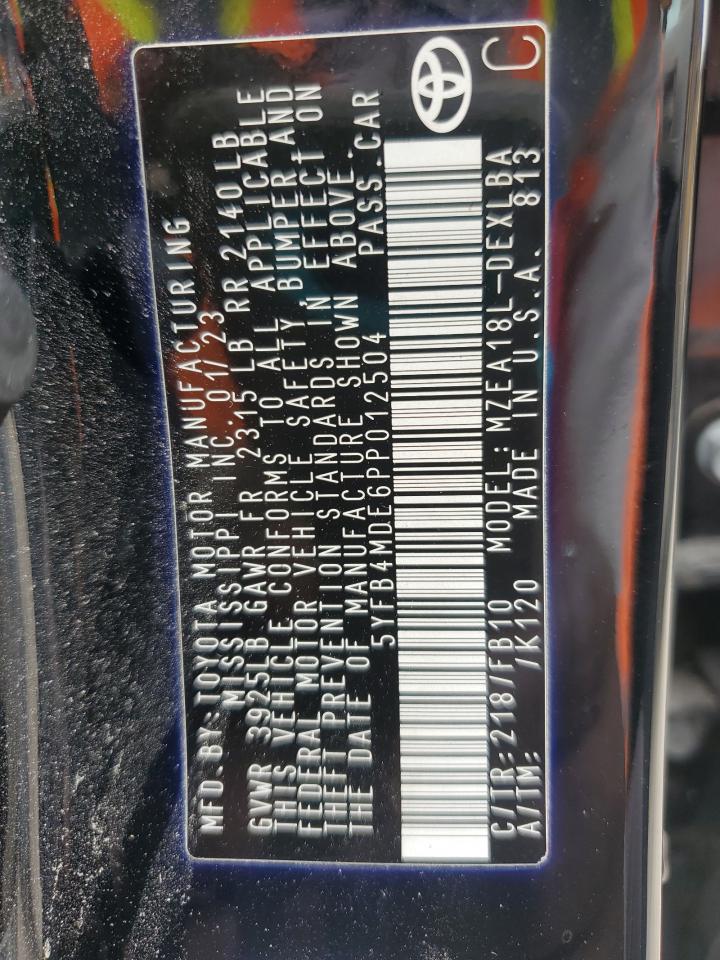 MFD.BY:TOYOTA MOTOR MANUFACTURING
MISSISSIPPI INC.01/23
GVWR 3925LB GAWR FR 2315 LB RR 2140LB
THIS VEHICLE CONFORMS TO ALL APPLICABLE
FEDERAL MOTOR VEHICLE SAFETY,BUMPER AND
THEFT PREVENTION STANDARDS IN EFFECT ON
THE DATE OF MANUFACTURE SHOWN ABOVE.
5YFB4MDE6PP012504 PASS.CAR
C/TR:218/FB10 MODEL:MZEA18L-DEXLBA
A/TM: /K120 MADE IN U.S.A. 813
C